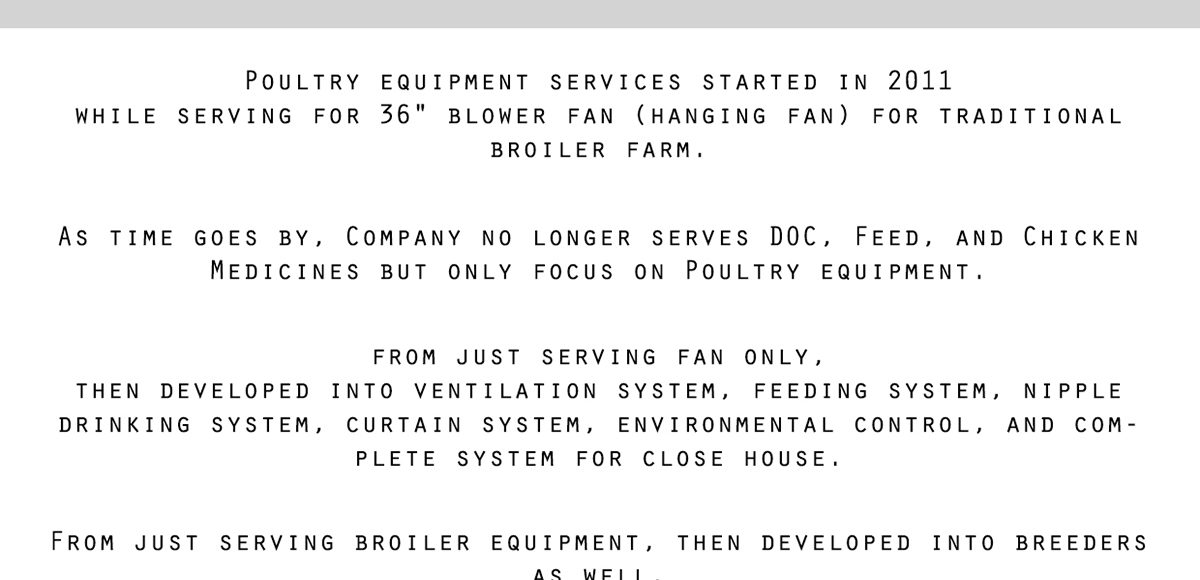 Poultry equipment services started in 2011
while serving for 36" blower fan (hanging fan) for traditional
broiler farm.
As time goes by, Company no longer serves DOC, Feed, and Chicken
Medicines but only focus on Poultry equipment.
from just serving fan only,
then developed into ventilation system, feeding system, nipple
drinking system, curtain system, environmental control, and com-
plete system for close house.
From just serving broiler equipment, then developed into breeders
as well.